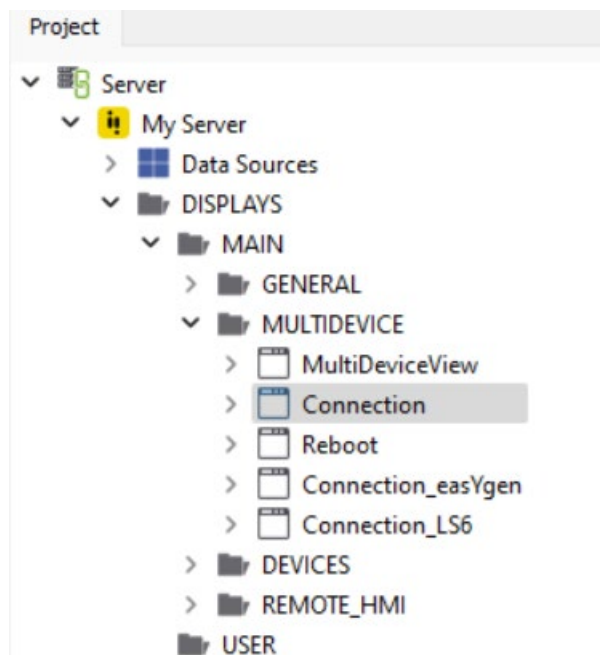 Project
Server
My Server
Data Sources
DISPLAYS
MAIN
GENERAL
MULTIDEVICE
MultiDeviceView
Connection
Reboot
Connection_easYgen
Connection_LS6
DEVICES
REMOTE_HMI
USER